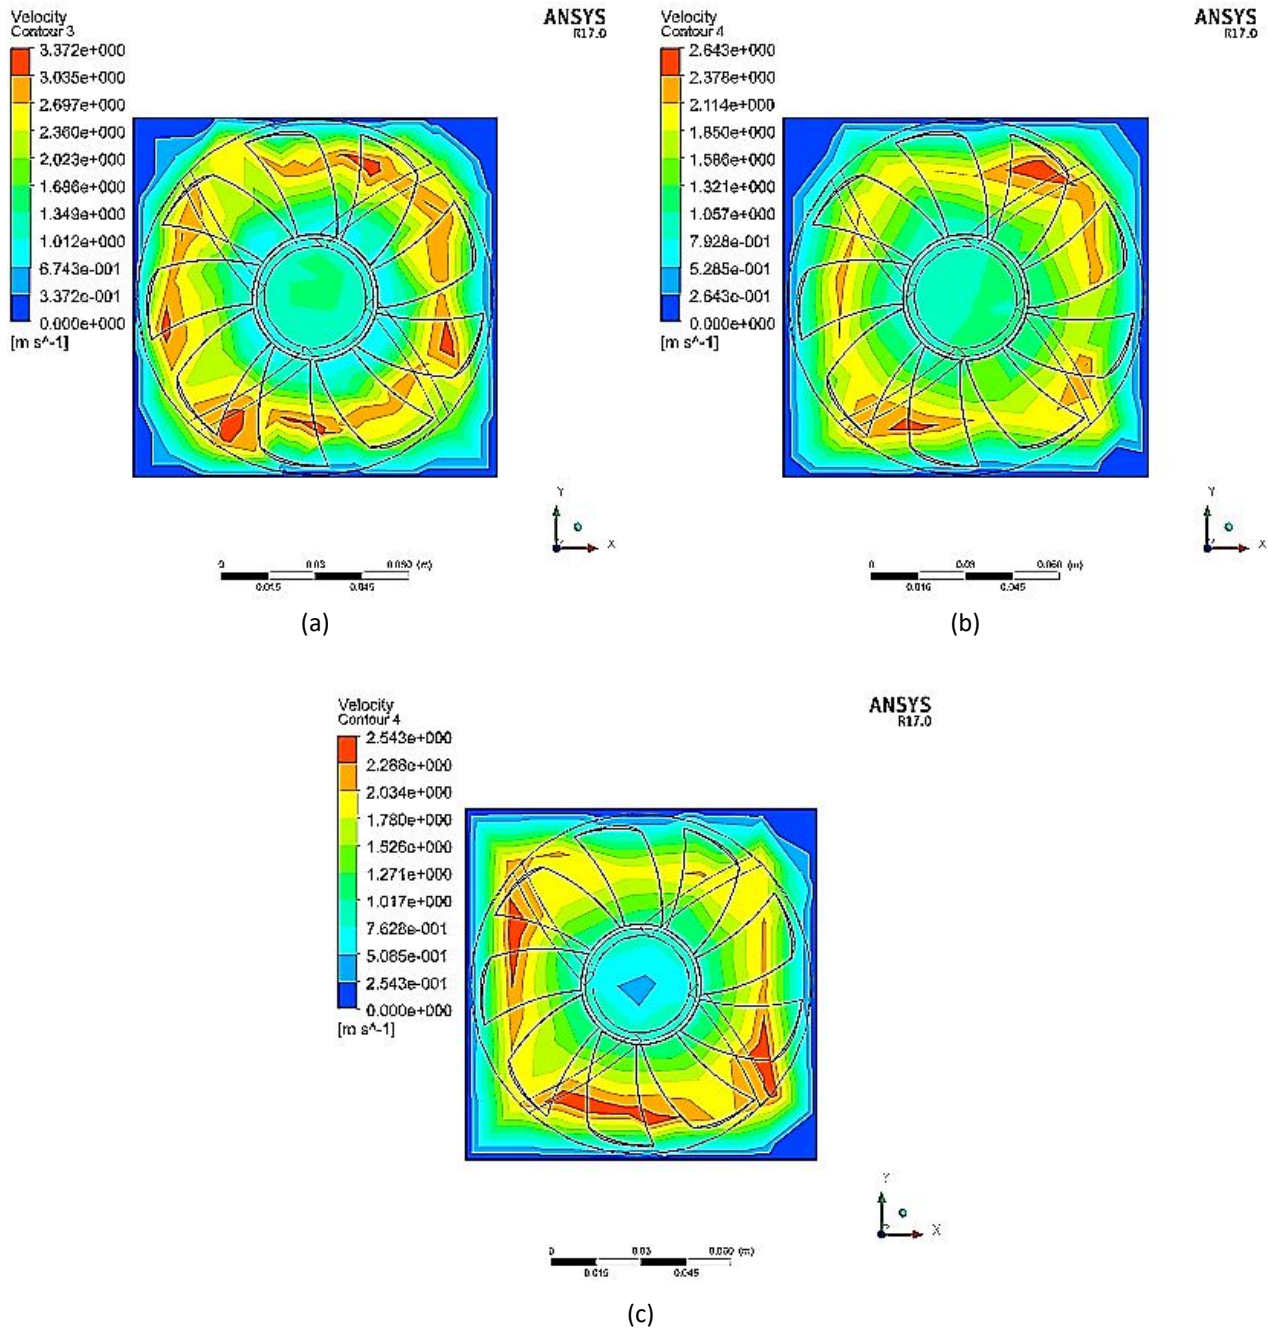 Velocity
Contour 3
3.372e+000
3.035e+000
2.697e+000
2.360e+000
2.023e+000
1.686e+000
1.349e+000
1.012e+000
6.743e-001
3.372e-001
0.000e+000
[m s^-1]
ANSYS
R17.0
Y
X
0 0.03 0.060 (m)
0.015 0.045
(a)
Velocity
Contour 4
2.643e+000
2.378e+000
2.114e+000
1.850e+000
1.586e+000
1.321e+000
1.057e+000
7.928e-001
5.285e-001
2.643e-001
0.000e+000
[m s^-1]
ANSYS
R17.0
Y
X
0 0.03 0.060 (m)
0.015 0.045
(b)
Velocity
Contour 4
2.543e+000
2.288e+000
2.034e+000
1.780e+000
1.526e+000
1.271e+000
1.017e+000
7.628e-001
5.085e-001
2.543e-001
0.000e+000
[m s^-1]
ANSYS
R17.0
Y
X
0 0.03 0.060 (m)
0.015 0.045
(c)